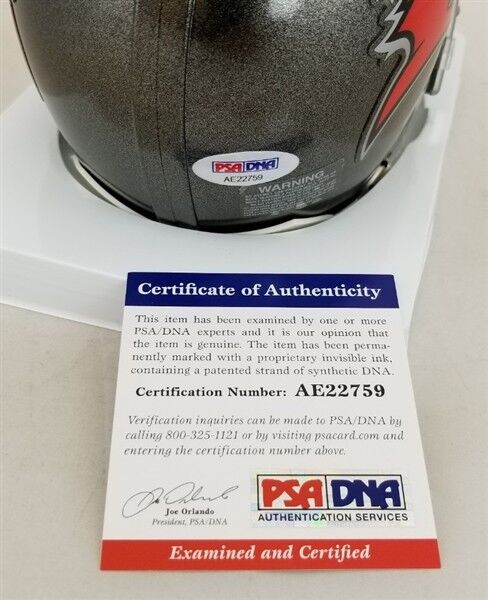 PSA DNA
AE22759
WARNING
Certificate of Authenticity
This item has been examined by one or more
PSA/DNA experts and it is our opinion that
the item is genuine. The item has been perma-
nently marked with a proprietary invisible ink,
containing a patented strand of synthetic DNA.
Certification Number: AE22759
Verification inquiries can be made to PSA/DNA by
calling 800-325-1121 or by visiting psacard.com and
entering the certification number above.
Joe Orlando
President, PSA/DNA
PSA DNA
AUTHENTICATION SERVICES
Examined and Certified